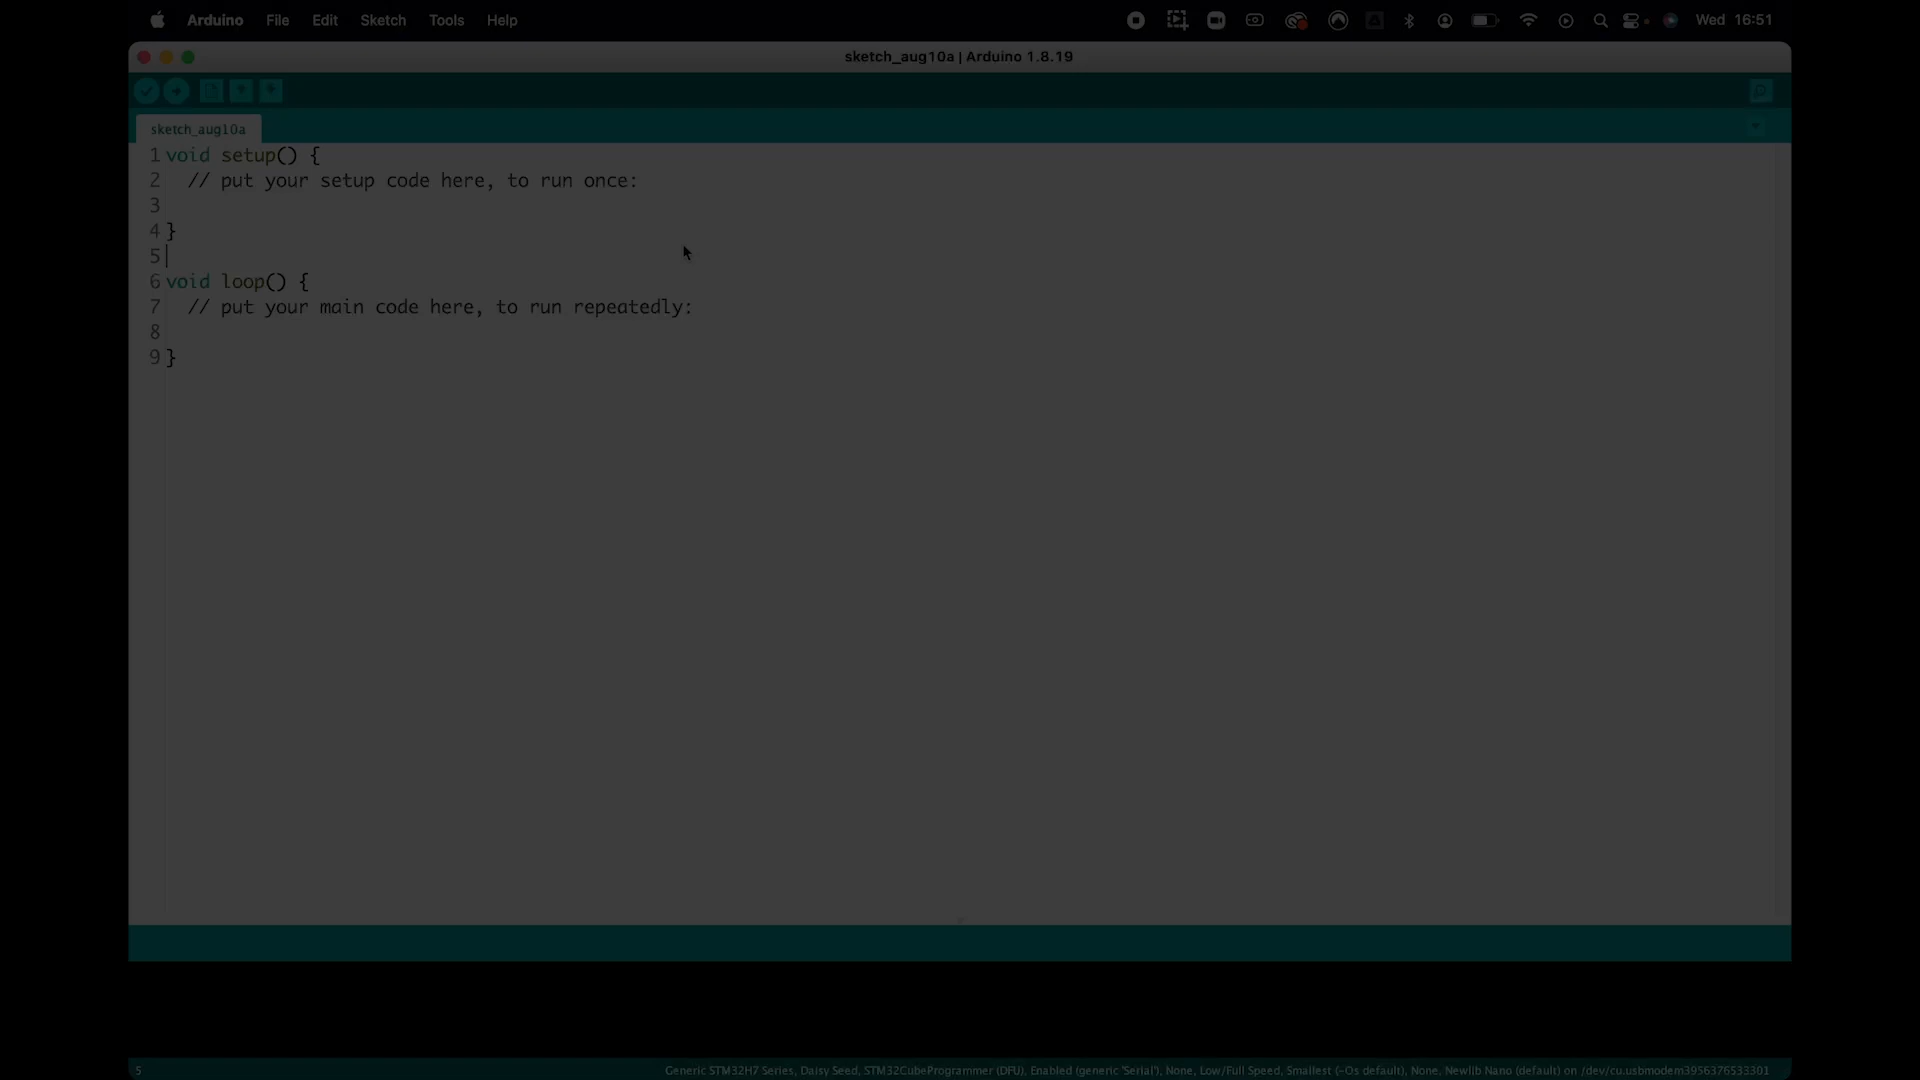 Arduino File Edit Sketch Tools Help Wed 16:51
sketch_aug10a | Arduino 1.8.19
sketch_aug10a
1 void setup() {
2 // put your setup code here, to run once:
3
4 }
5
6 void loop() {
7 // put your main code here, to run repeatedly:
8
9 }
5 Generic STM32H7 Series, Daisy Seed, STM32CubeProgrammer (DFU), Enabled (generic 'Serial'), None, Low/Full Speed, Smallest (-Os default), None, Newlib Nano (default) on /dev/cu.usbmodem3956376533301